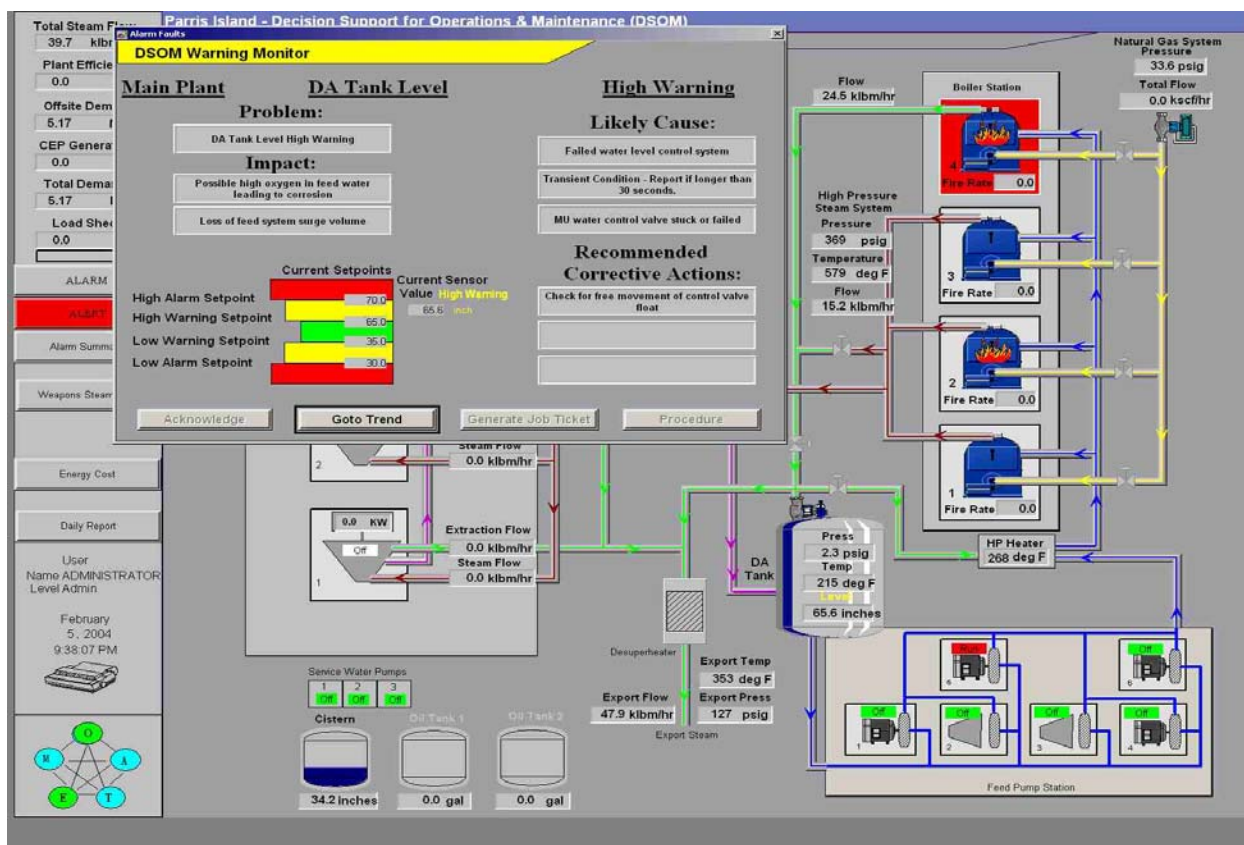 Parris Island - Decision Support for Operations & Maintenance (DSOM)
Total Steam
39.7 klbm
Plant Efficie
0.0
Offsite Dem
5.17
CEP Genera
0.0
Total Dema
5.17
Load Shed
0.0
ALARM
ALERT
Alarm Summa
Weapons Steam
Energy Cost
Daily Report
User
Name ADMINISTRATOR
Level Admin
February
5, 2004
9:38:07 PM
O
M
A
E
T
Alarm Faults
DSOM Warning Monitor
Main Plant
DA Tank Level
High Warning
Problem:
DA Tank Level High Warning
Impact:
Possible high oxygen in feed water
leading to corrosion
Loss of feed system surge volume
Likely Cause:
Failed water level control system
Transient Condition - Report if longer than
30 seconds.
MU water control valve stuck or failed
Recommended
Corrective Actions:
Check for free movement of control valve
float
Current Setpoints
Current Sensor
Value High Warning
65.6 inch
High Alarm Setpoint
70.0
High Warning Setpoint
65.0
Low Warning Setpoint
35.0
Low Alarm Setpoint
30.0
Acknowledge
Goto Trend
Generate Job Ticket
Procedure
Flow
24.5 klbm/hr
High Pressure
Steam System
Pressure
369 psig
Temperature
579 deg F
Flow
15.2 klbm/hr
Boiler Station
4
Fire Rate 0.0
3
Fire Rate 0.0
2
Fire Rate 0.0
1
Fire Rate 0.0
Natural Gas System
Pressure
33.6 psig
Total Flow
0.0 kscf/hr
HP Heater
268 deg F
2
Steam Flow
0.0 klbm/hr
0.0 KW
Off
1
Extraction Flow
0.0 klbm/hr
Steam Flow
0.0 klbm/hr
DA
Tank
Press
2.3 psig
Temp
215 deg F
Level
65.6 inches
Desuperheater
Export Temp
353 deg F
Export Flow
47.9 klbm/hr
Export Press
127 psig
Export Steam
Service Water Pumps
1 2 3
Off Off Off
Cistern
34.2 inches
Oil Tank 1
0.0 gal
Oil Tank 2
0.0 gal
Run
Off
6
Off
Off
Off
Off
1
2
3
4
Feed Pump Station